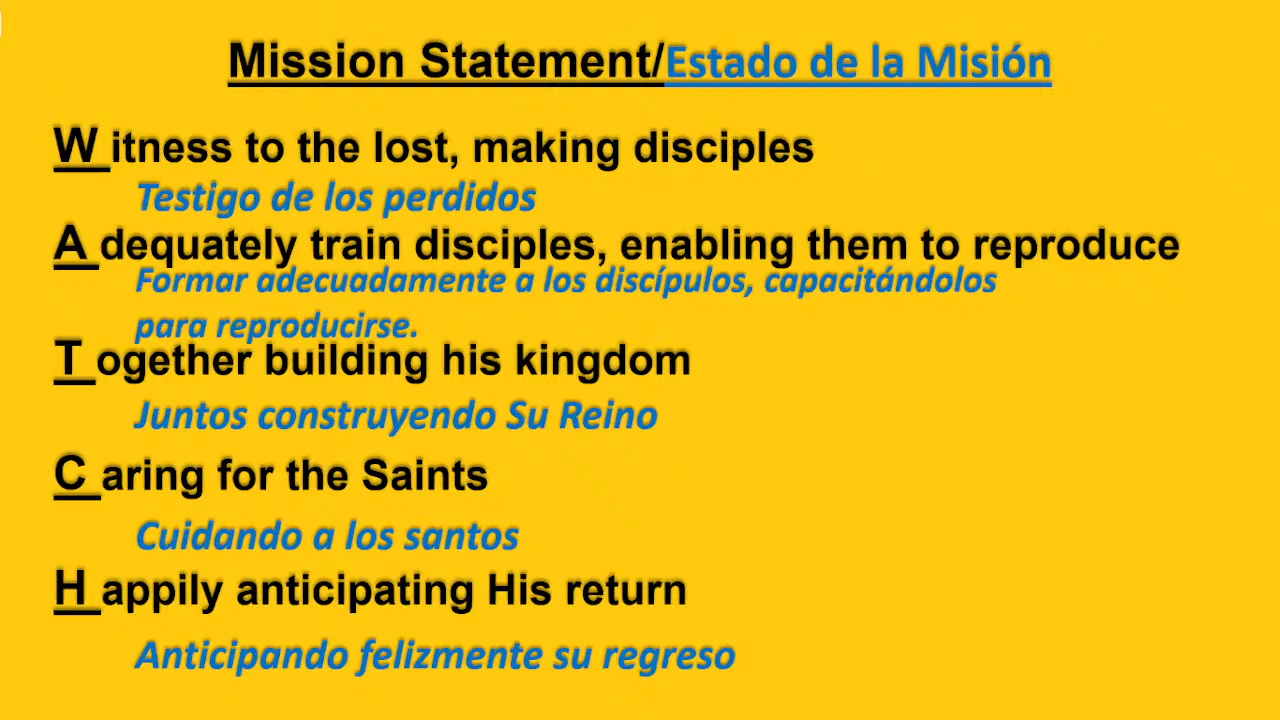 Mission Statement/Estado de la Misión
W itness to the lost, making disciples
Testigo de los perdidos
A dequately train disciples, enabling them to reproduce
Formar adecuadamente a los discípulos, capacitándolos
para reproducirse.
T ogether building his kingdom
Juntos construyendo Su Reino
C aring for the Saints
Cuidando a los santos
H appily anticipating His return
Anticipando felizmente su regreso